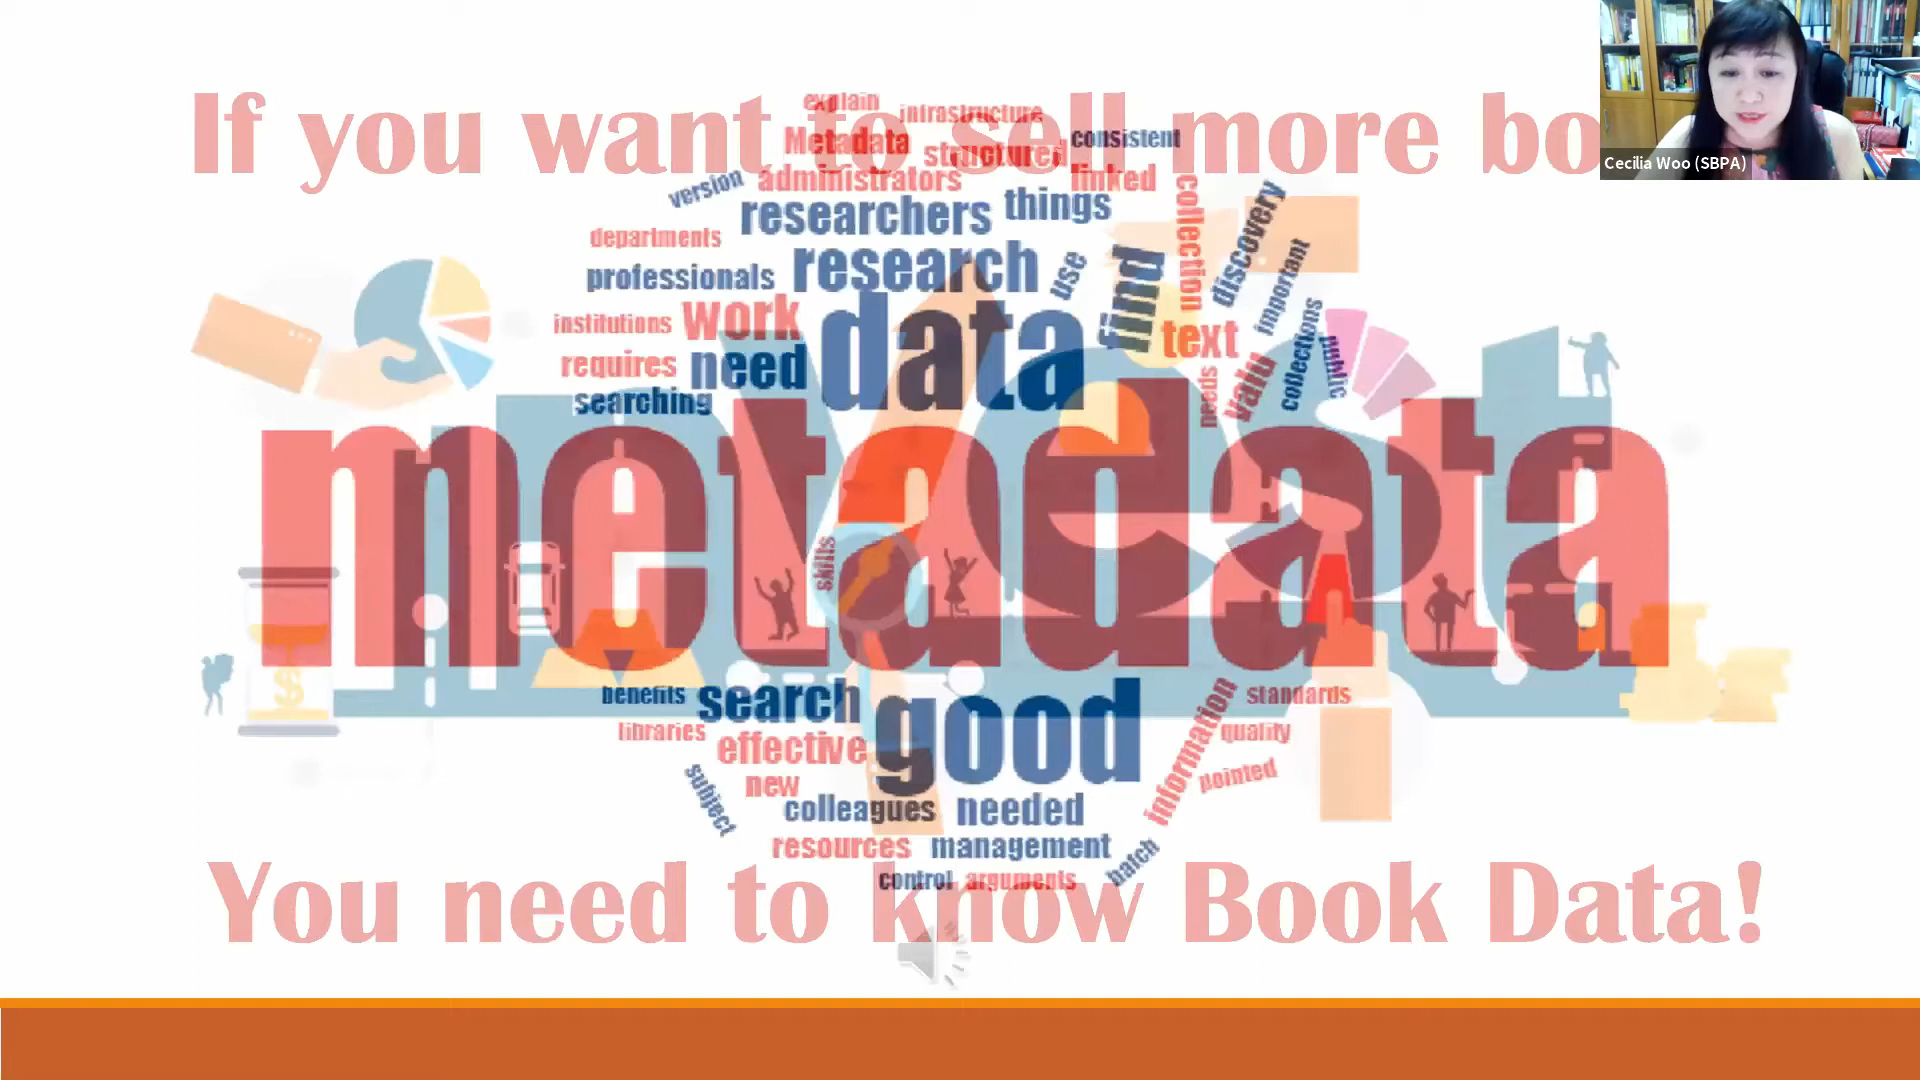 If you want to sell more bo
Cecilia Woo (SBPA)
explain
infrastructure
Metadata
structured
consistent
version
administrators
linked
researchers
things
collection
discovery
departments
professionals
research
use
find
important
institutions
work
data
text
collections
public
requires
need
needs
valu
searching
metadata
skills
benefits
search
good
information
standards
libraries
effective
quality
subject
new
pointed
colleagues
needed
resources
management
batch
control
arguments
You need to know Book Data!